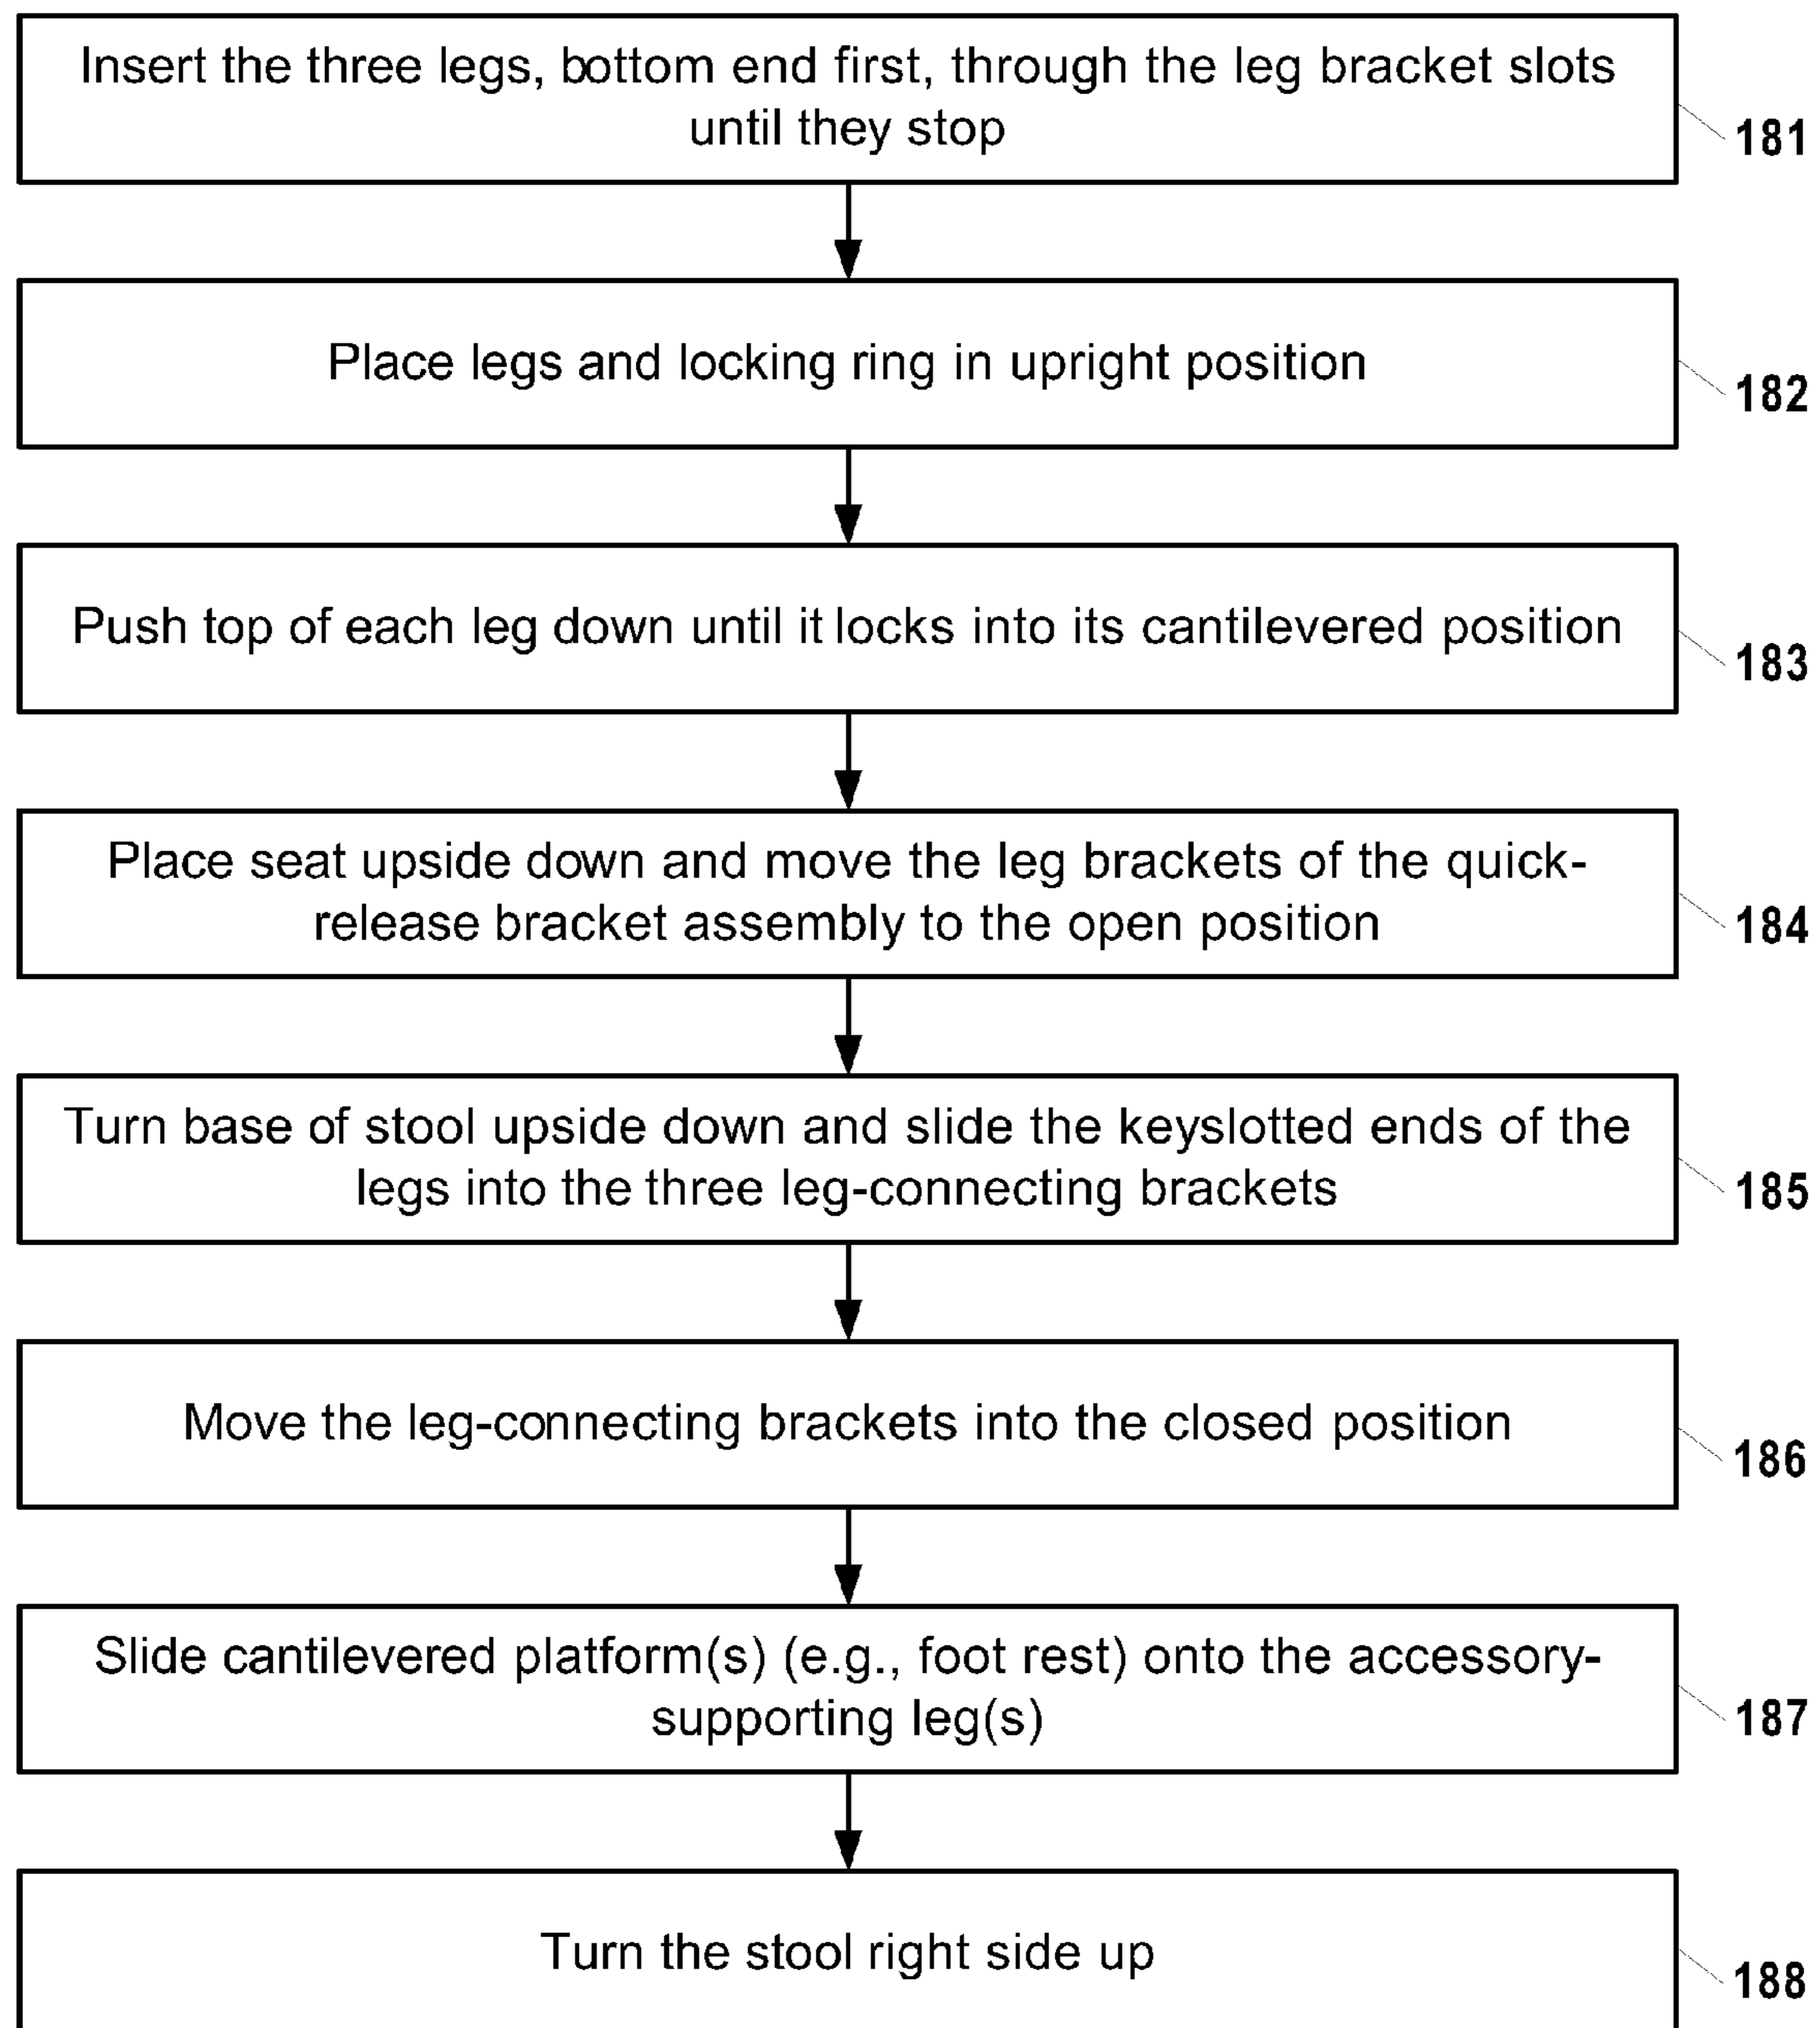 Insert the three legs, bottom end first, through the leg bracket slots
until they stop
181
Place legs and locking ring in upright position
182
Push top of each leg down until it locks into its cantilevered position
183
Place seat upside down and move the leg brackets of the quick-
release bracket assembly to the open position
184
Turn base of stool upside down and slide the keyslotted ends of the
legs into the three leg-connecting brackets
185
Move the leg-connecting brackets into the closed position
186
Slide cantilevered platform(s) (e.g., foot rest) onto the accessory-
supporting leg(s)
187
Turn the stool right side up
188